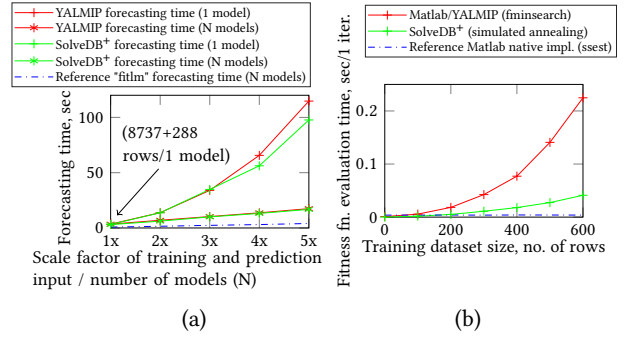 YALMIP forecasting time (1 model)
YALMIP forecasting time (N models)
SolveDB+ forecasting time (1 model)
SolveDB+ forecasting time (N models)
Reference "fitlm" forecasting time (N models)
Forecasting time, sec
100
50
0
(8737+288
rows/1 model)
1x 2x 3x 4x 5x
Scale factor of training and prediction
input / number of models (N)
(a)
Matlab/YALMIP (fminsearch)
SolveDB+ (simulated annealing)
Reference Matlab native impl. (ssest)
Fitness fn. evaluation time, sec/1 iter.
0.2
0.1
0
0 200 400 600
Training dataset size, no. of rows
(b)